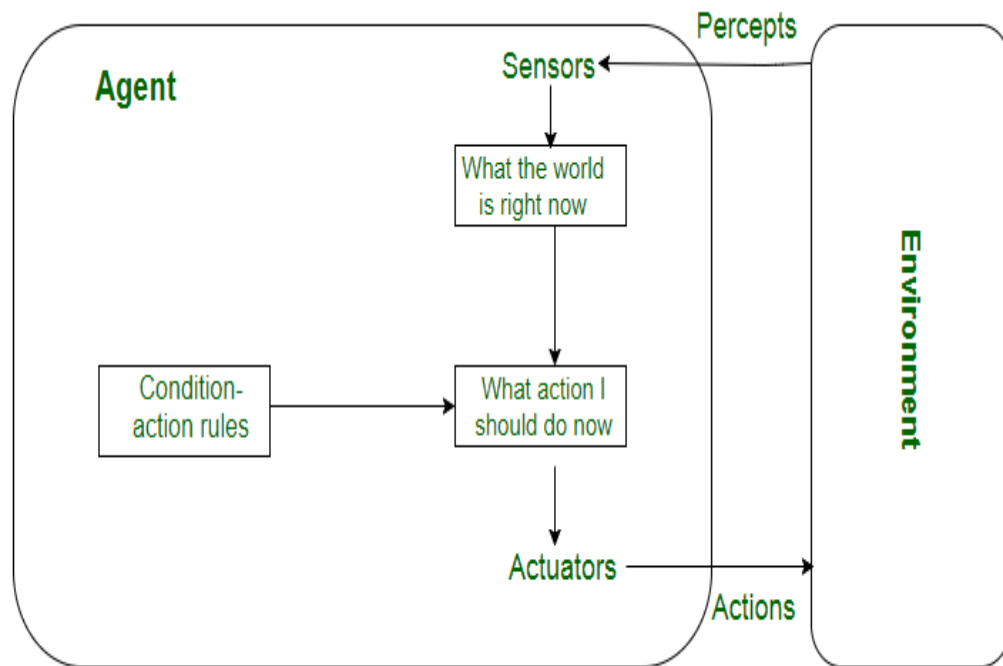 Percepts
Sensors
Agent
What the world
is right now
Environment
Condition-
action rules
What action I
should do now
Actuators
Actions